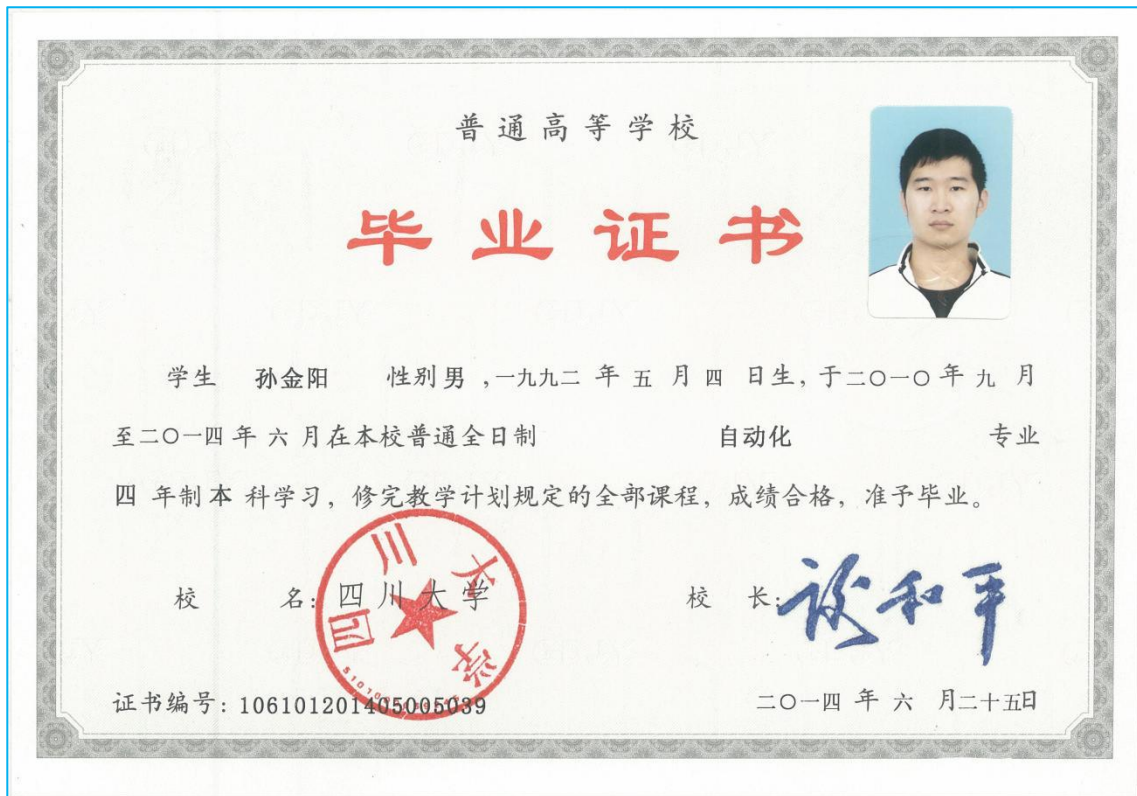 普通高等学校
毕业证书
学生 孙金阳 性别男,一九九二 年 五 月 四 日生,于二〇一〇年 九 月
至二〇一四 年 六 月在本校普通全日制 自动化 专业
四 年制本 科学习,修完教学计划规定的全部课程,成绩合格,准予毕业。
校 名:四川大学 校 长:谢和平
四川大学
证书编号:106101201405005039 二〇一四 年 六 月二十五日